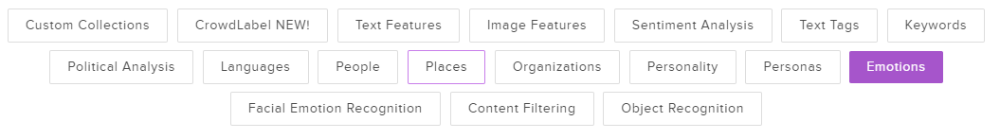 Custom Collections CrowdLabel NEW! Text Features Image Features Sentiment Analysis Text Tags Keywords
Political Analysis Languages People Places Organizations Personality Personas Emotions
Facial Emotion Recognition Content Filtering Object Recognition